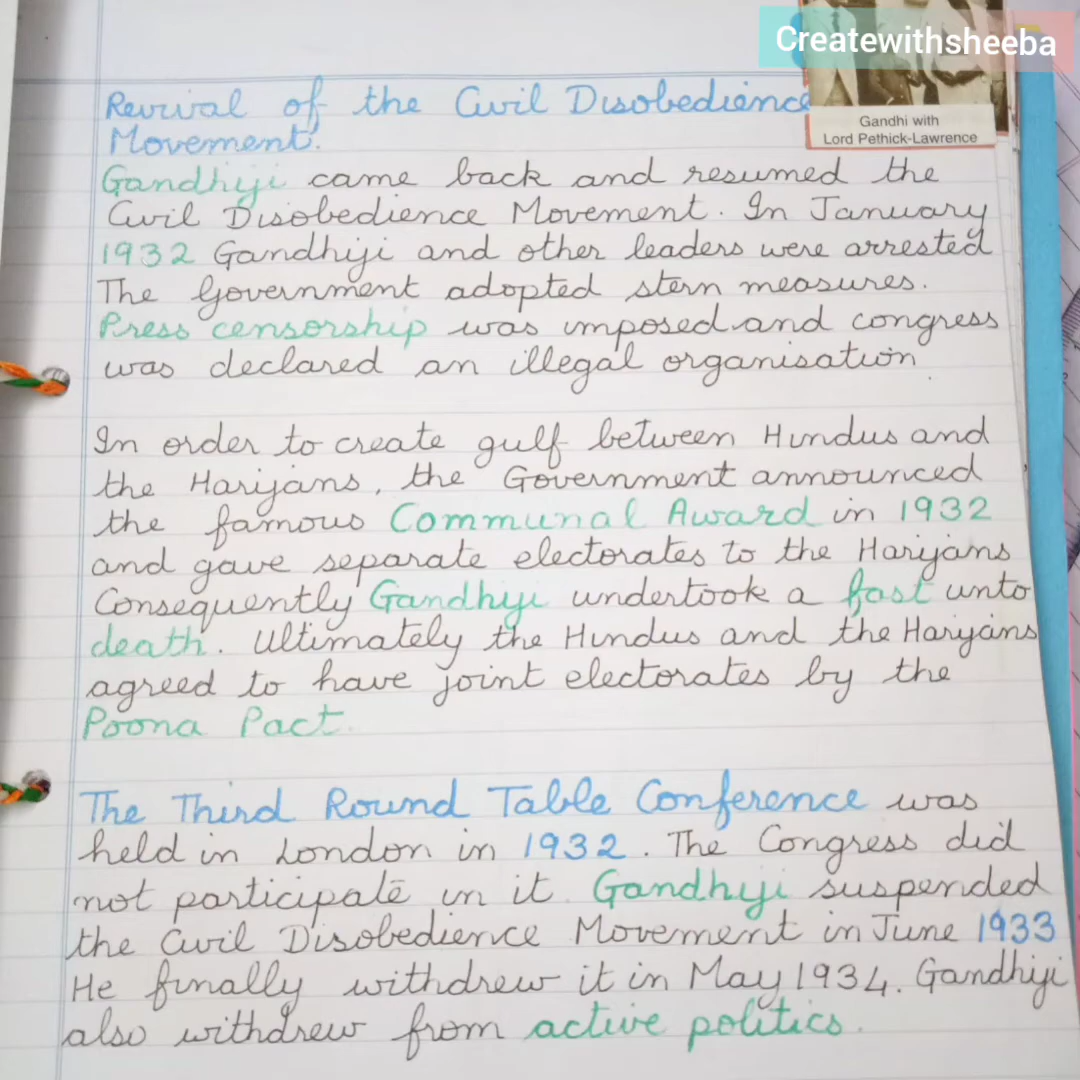 Createwithsheeba
Gandhi with
Lord Pethick-Lawrence
Revival of the Civil Disobedience
Movement.
Gandhiji came back and resumed the
Civil Disobedience Movement. In January
1932 Gandhiji and other leaders were arrested
The Government adopted stern measures.
Press censorship was imposed and congress
was declared an illegal organisation.
In order to create gulf between Hindus and
the Harijans, the Government announced
the famous Communal Award in 1932
and gave separate electorates to the Harijans
Consequently Gandhiji undertook a fast unto
death. Ultimately the Hindus and the Harijans
agreed to have joint electorates by the
Poona Pact.
The Third Round Table Conference was
held in London in 1932. The Congress did
not participate in it. Gandhiji suspended
the Civil Disobedience Movement in June 1933
He finally withdrew it in May 1934. Gandhiji
also withdrew from active politics.